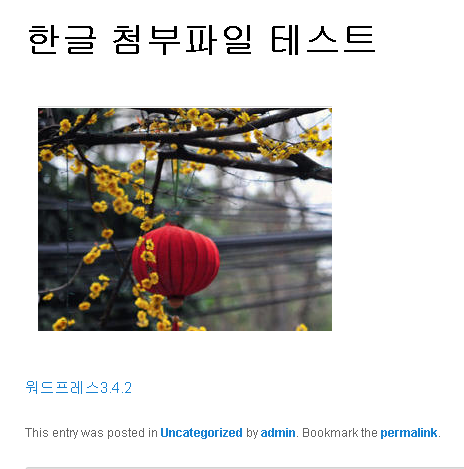 한글 첨부파일 테스트
워드프레스3.4.2
This entry was posted in Uncategorized by admin. Bookmark the permalink.